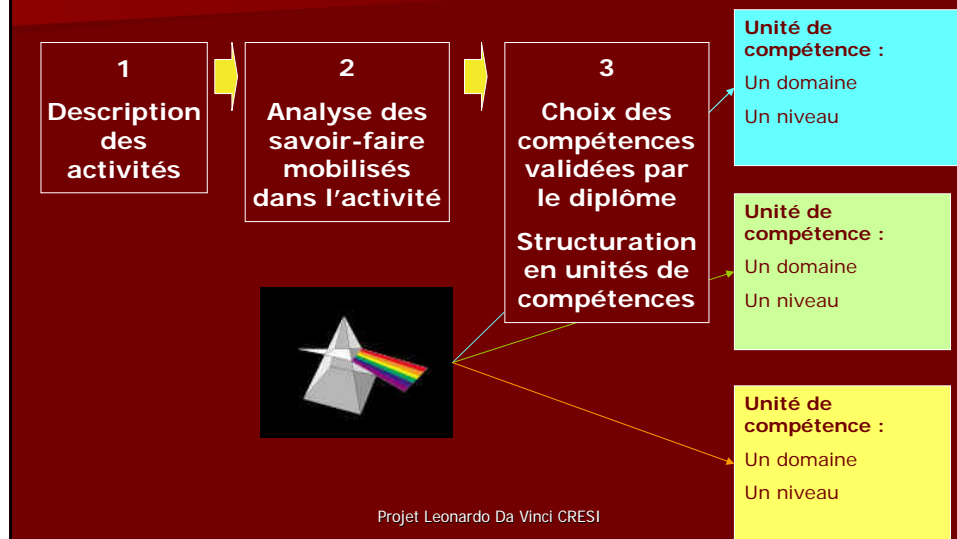 1
Description
des
activités
2
Analyse des
savoir-faire
mobilisés
dans l’activité
3
Choix des
compétences
validées par
le diplôme
Structuration
en unités de
compétences
Unité de
compétence :
Un domaine
Un niveau
Unité de
compétence :
Un domaine
Un niveau
Unité de
compétence :
Un domaine
Un niveau
Projet Leonardo Da Vinci CRESI